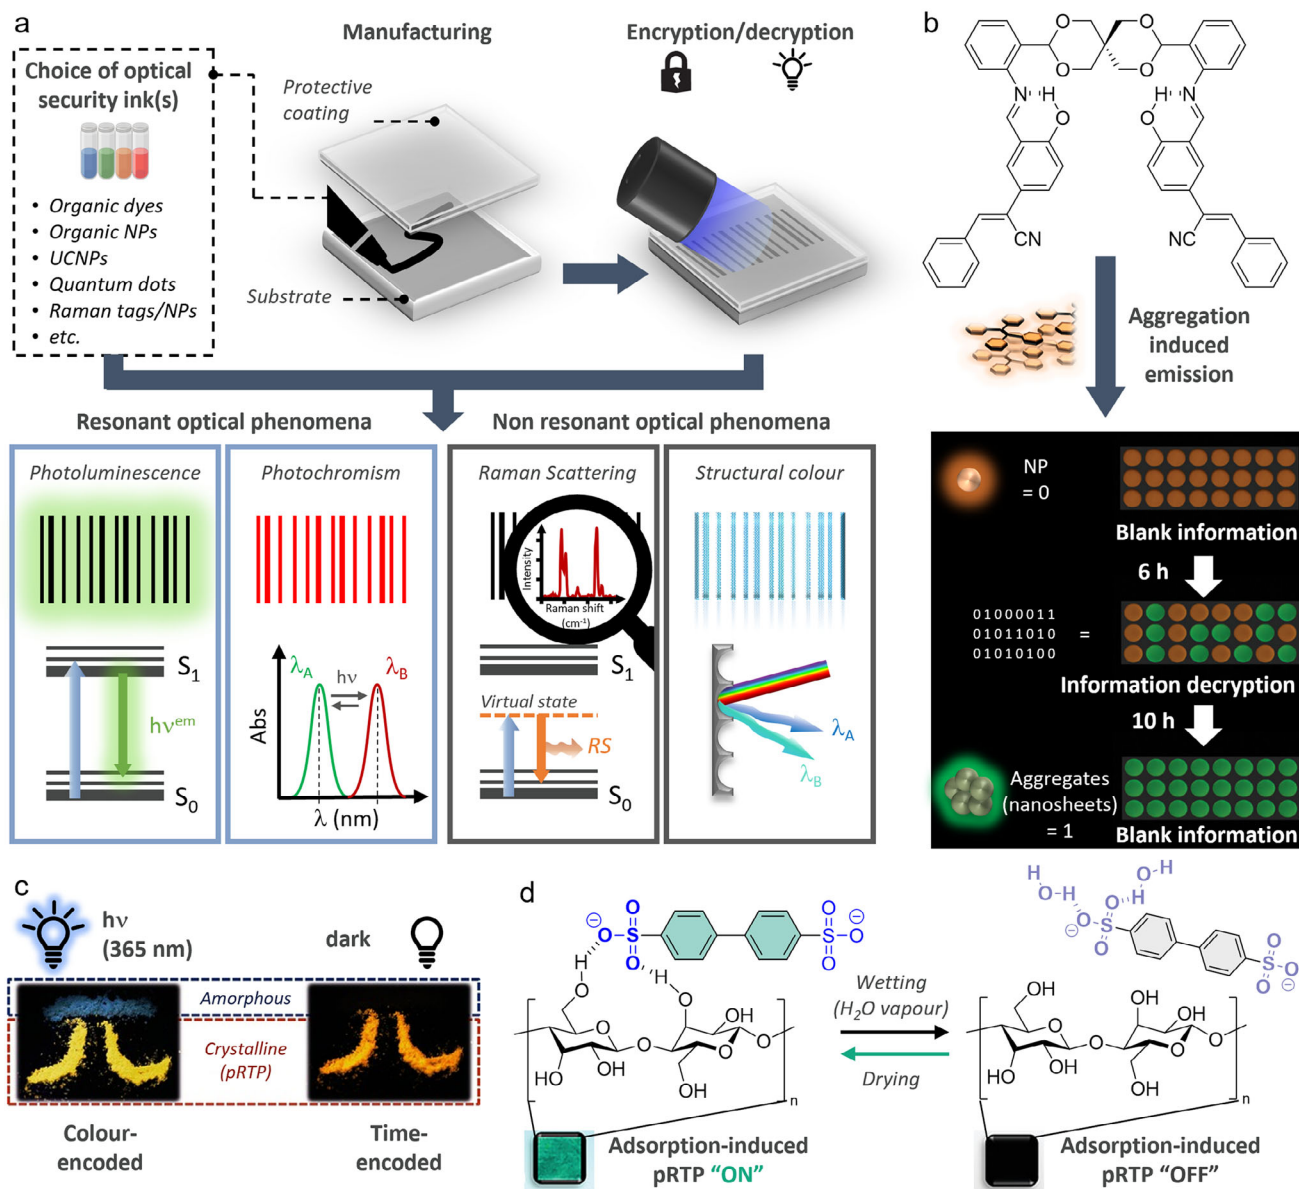 a
Manufacturing
Encryption/decryption
Choice of optical
security ink(s)
• Organic dyes
• Organic NPs
• UCNPs
• Quantum dots
• Raman tags/NPs
• etc.
Protective
coating
Substrate
Resonant optical phenomena
Non resonant optical phenomena
Photoluminescence
S1
hνem
S0
Photochromism
λA
hν
λB
Abs
λ (nm)
Raman Scattering
Intensity
Raman shift
(cm-1)
S1
Virtual state
RS
S0
Structural colour
λA
λB
b
O
O
O
O
N
H
O
CN
H
N
O
NC
Aggregation
induced
emission
NP
= 0
Blank information
6 h
01000011
01011010
01010100
=
Information decryption
10 h
Aggregates
(nanosheets)
= 1
Blank information
c
hν
(365 nm)
dark
Amorphous
Crystalline
(pRTP)
Colour-
encoded
Time-
encoded
d
O
⊖
O
S
O
H
O
H
O
O
S
O
⊖
O
O
HO
OH
O
OH
O
OH
O
n
Wetting
(H2O vapour)
Drying
Adsorption-induced
pRTP "ON"
H
O
H
H
O
H
⊖
O
O
S
O
O
S
O
⊖
O
OH
O
HO
OH
O
OH
OH
O
OH
O
n
Adsorption-induced
pRTP "OFF"